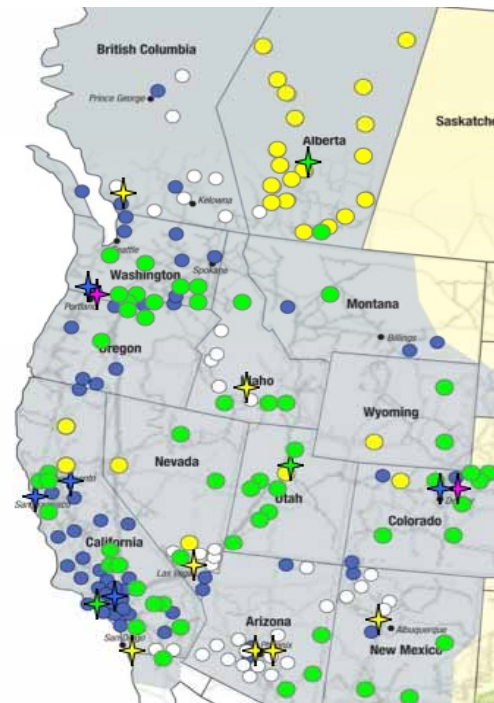 British Columbia
Prince George
Alberta
Saskatche
Kelowna
Seattle
Washington
Spokane
Portland
Montana
Billings
Oregon
Idaho
Wyoming
Nevada
Utah
Colorado
California
Las Vegas
Arizona
Albuquerque
New Mexico
San Diego